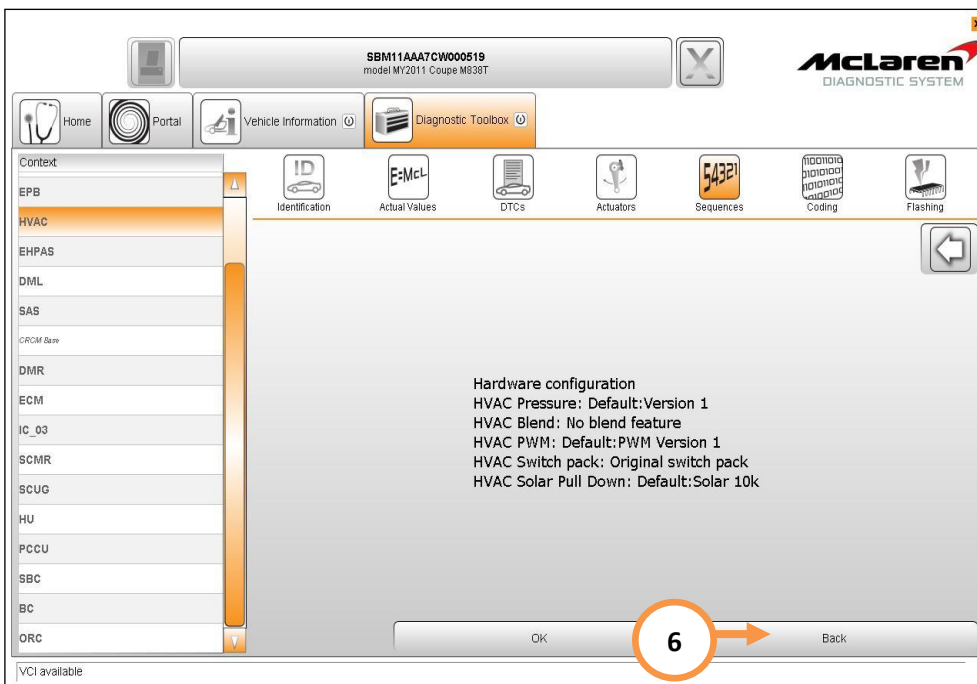 SBM11AAA7CW000519
model MY2011 Coupe M838T
X
McLaren
DIAGNOSTIC SYSTEM
Home
Portal
Vehicle Information
Diagnostic Toolbox
Context
EPB
HVAC
EHPAS
DML
SAS
CRCM Base
DMR
ECM
IC_03
SCMR
SCUG
HU
PCCU
SBC
BC
ORC
ID
Identification
E=McL
Actual Values
DTCs
Actuators
54321
Sequences
Coding
Flashing
Hardware configuration
HVAC Pressure: Default:Version 1
HVAC Blend: No blend feature
HVAC PWM: Default:PWM Version 1
HVAC Switch pack: Original switch pack
HVAC Solar Pull Down: Default:Solar 10k
OK
6
Back
VCI available